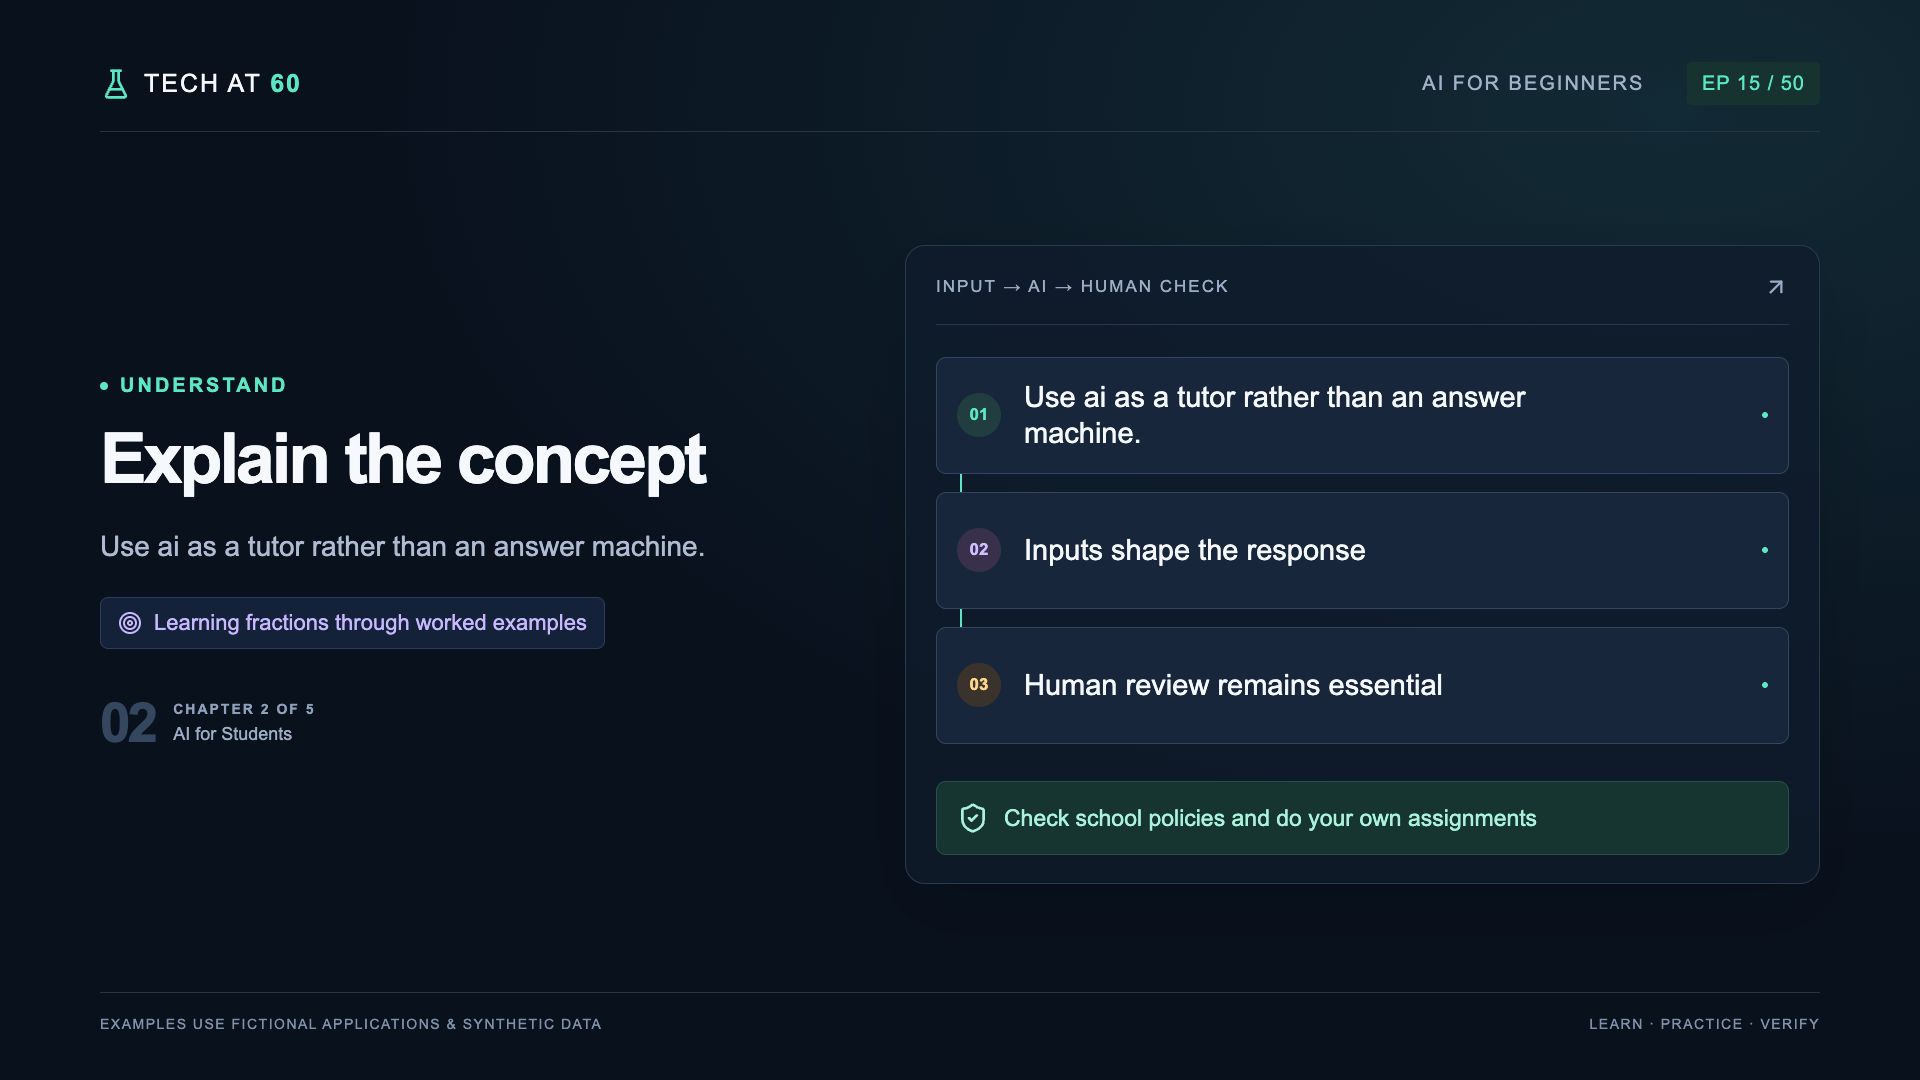 TECH AT 60
AI FOR BEGINNERS
EP 15 / 50
UNDERSTAND
Explain the concept
Use ai as a tutor rather than an answer machine.
Learning fractions through worked examples
02
CHAPTER 2 OF 5
AI for Students
INPUT → AI → HUMAN CHECK
01
Use ai as a tutor rather than an answer
machine.
02
Inputs shape the response
03
Human review remains essential
Check school policies and do your own assignments
EXAMPLES USE FICTIONAL APPLICATIONS & SYNTHETIC DATA
LEARN · PRACTICE · VERIFY